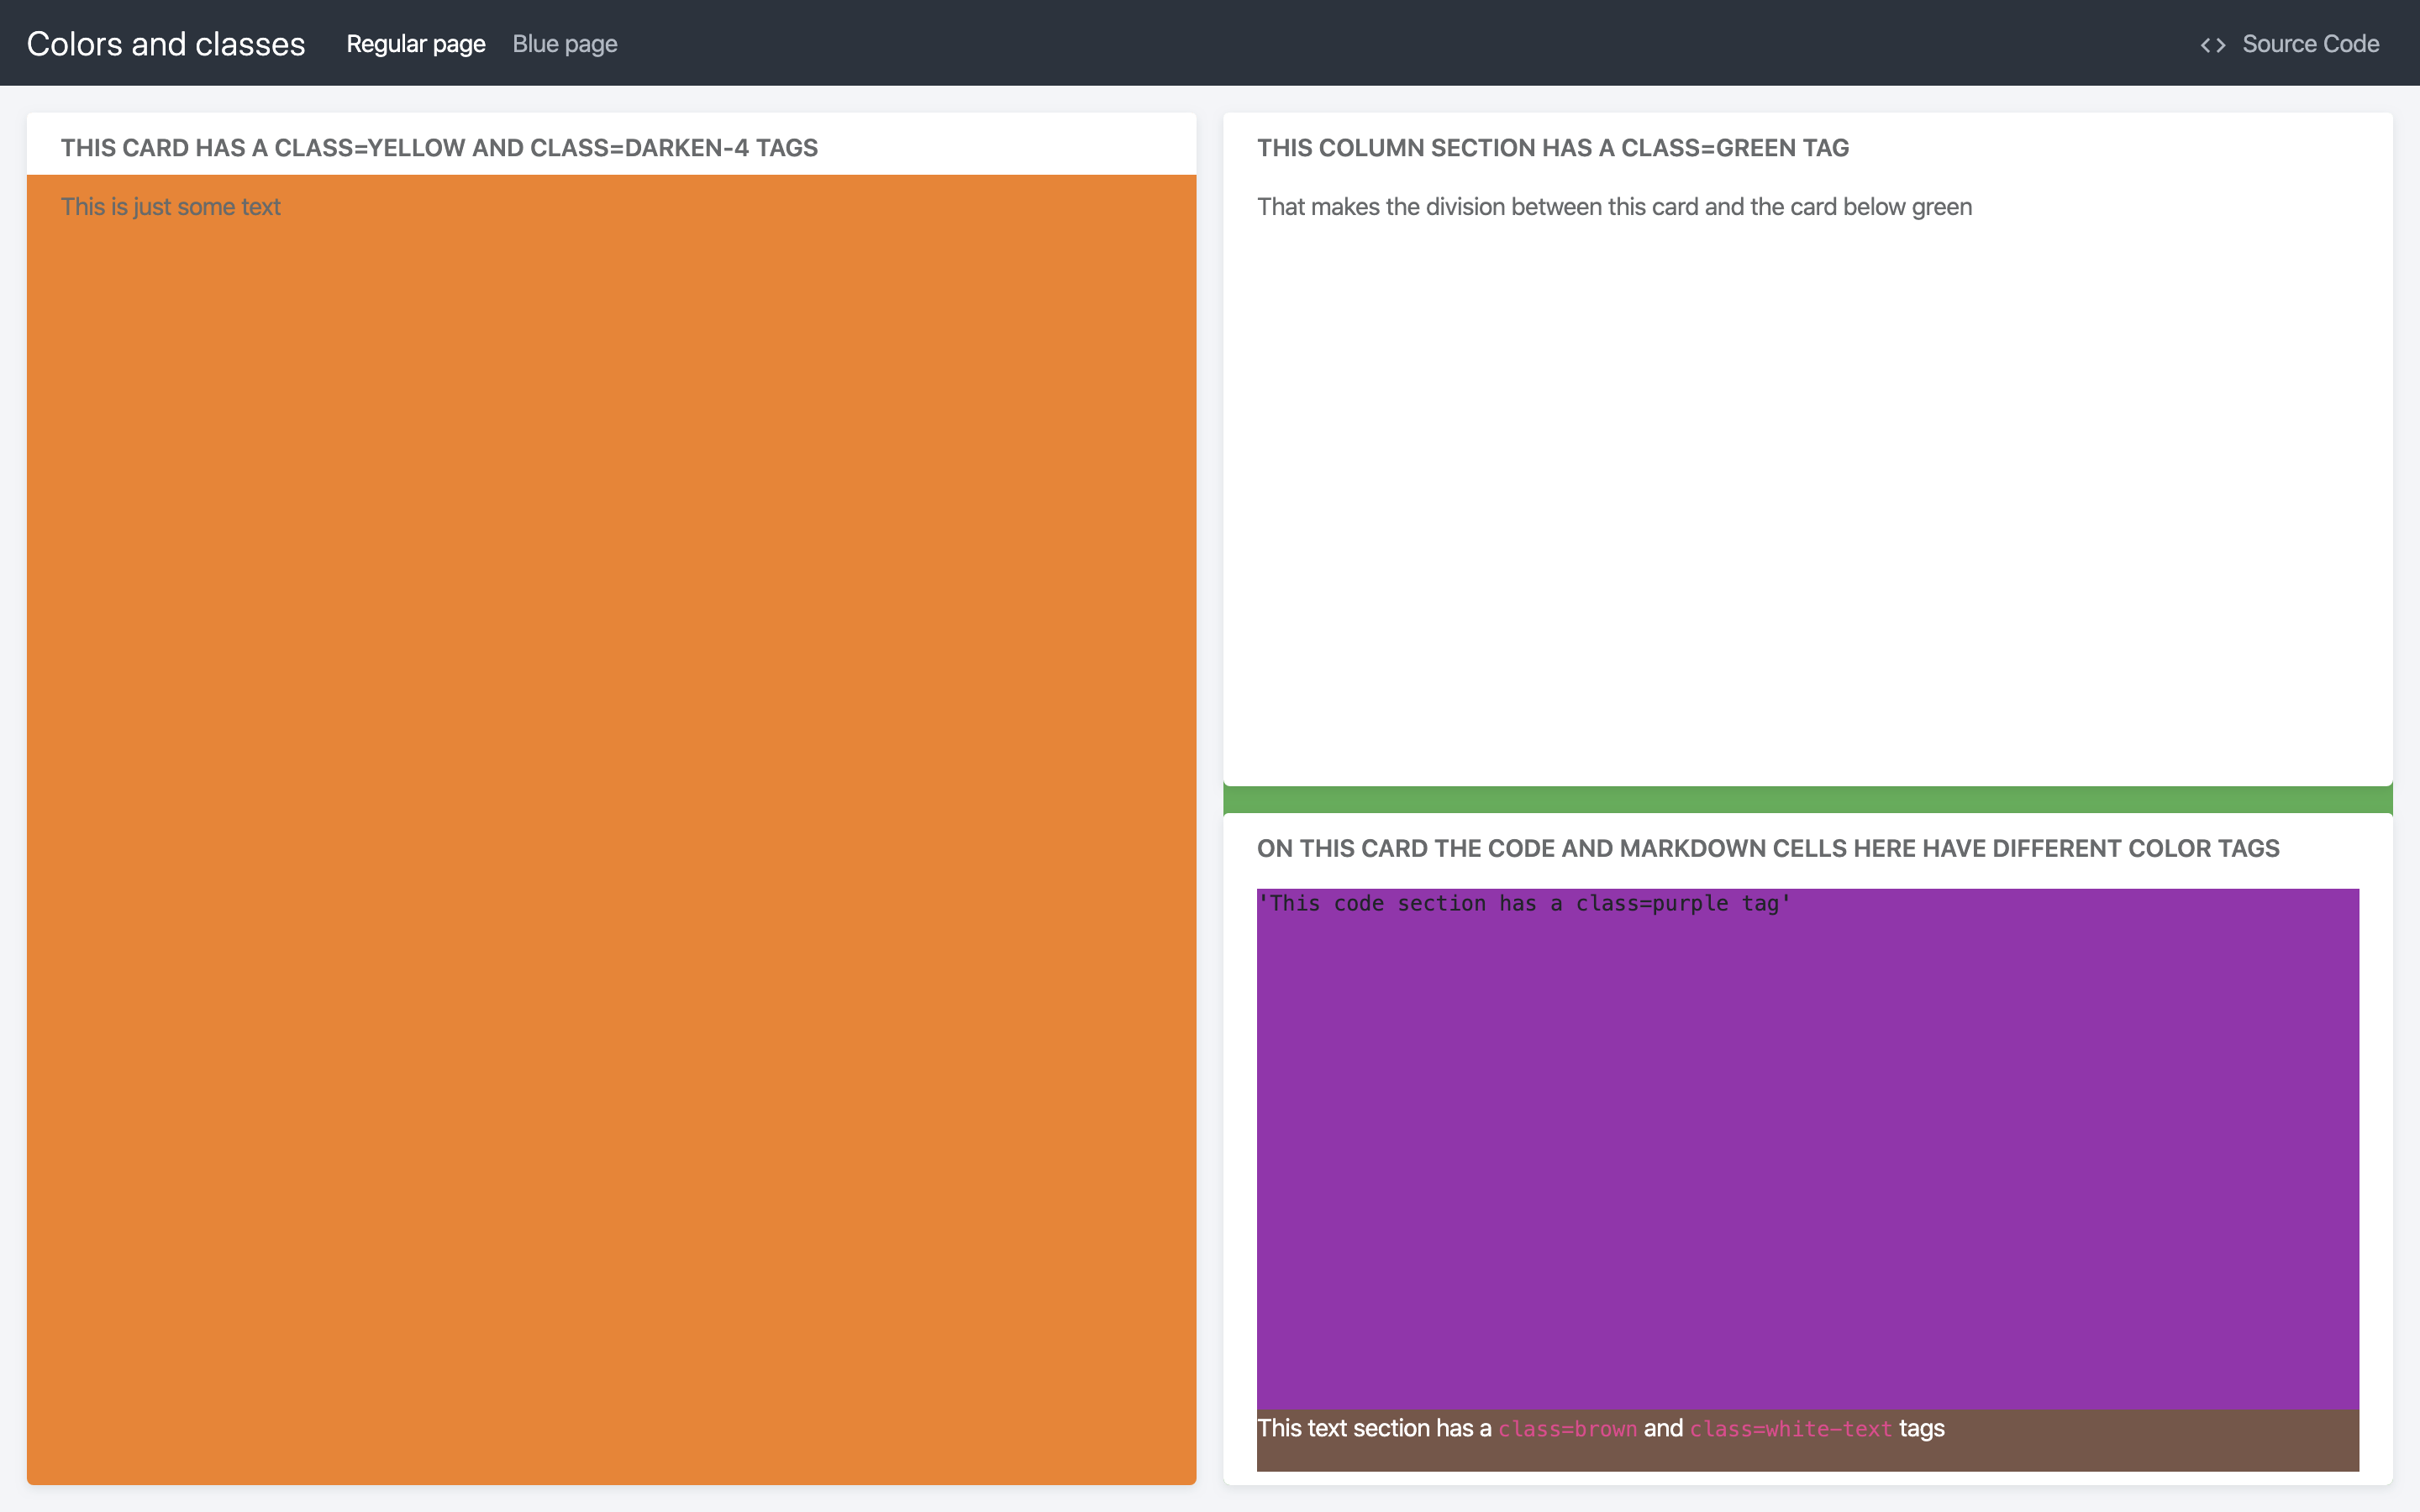 Colors and classes Regular page Blue page <> Source Code
THIS CARD HAS A CLASS=YELLOW AND CLASS=DARKEN-4 TAGS
This is just some text
THIS COLUMN SECTION HAS A CLASS=GREEN TAG
That makes the division between this card and the card below green
ON THIS CARD THE CODE AND MARKDOWN CELLS HERE HAVE DIFFERENT COLOR TAGS
'This code section has a class=purple tag'
This text section has a class=brown and class=white-text tags